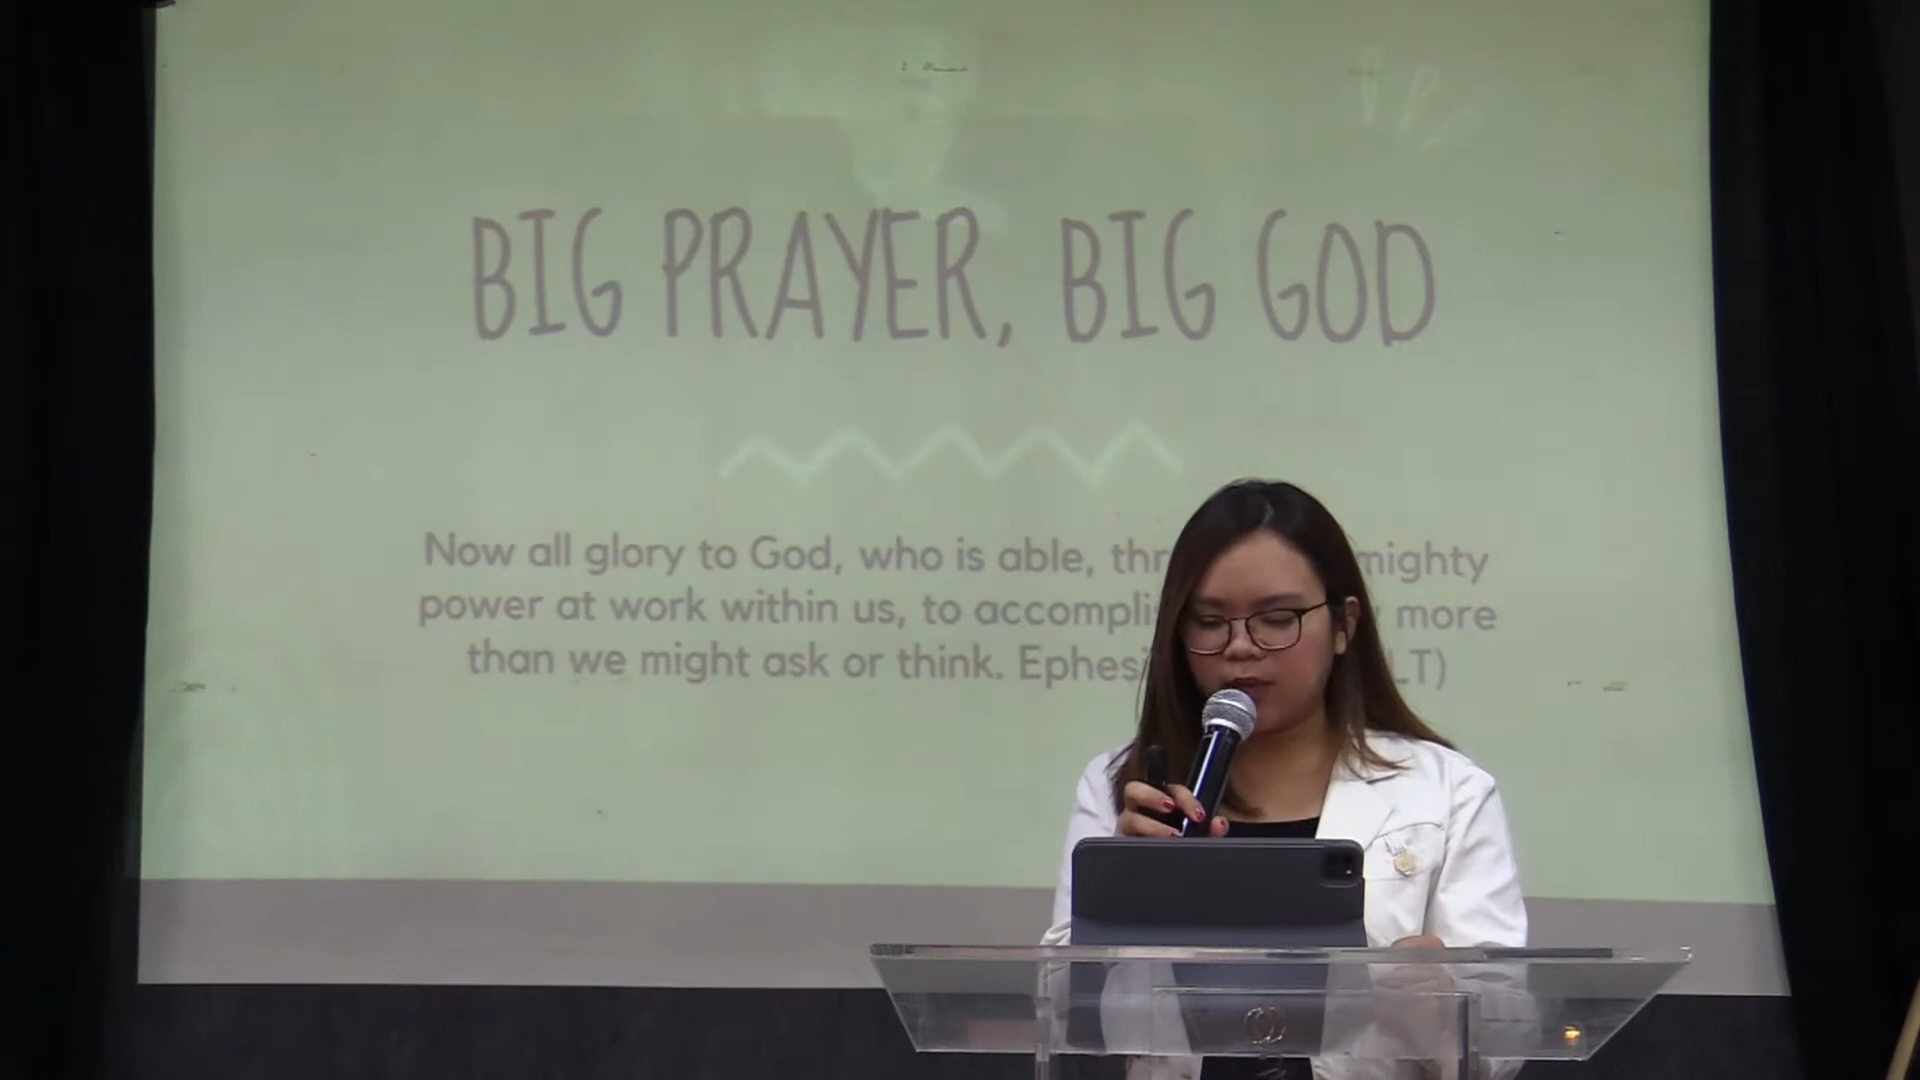 BIG PRAYER, BIG GOD
Now all glory to God, who is able, thr mighty
power at work within us, to accomplis more
than we might ask or think. Ephesi LT)